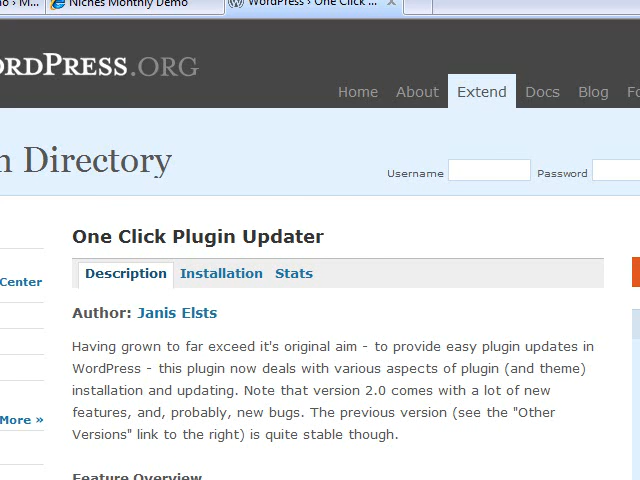 Niches Monthly Demo
WordPress › One Click ...
WORDPRESS.ORG
Home About Extend Docs Blog
Directory
Username Password
One Click Plugin Updater
Center
Description Installation Stats
Author: Janis Elsts
Having grown to far exceed it's original aim - to provide easy plugin updates in
WordPress - this plugin now deals with various aspects of plugin (and theme)
installation and updating. Note that version 2.0 comes with a lot of new
features, and, probably, new bugs. The previous version (see the "Other
More »
Versions" link to the right) is quite stable though.
Feature Overview